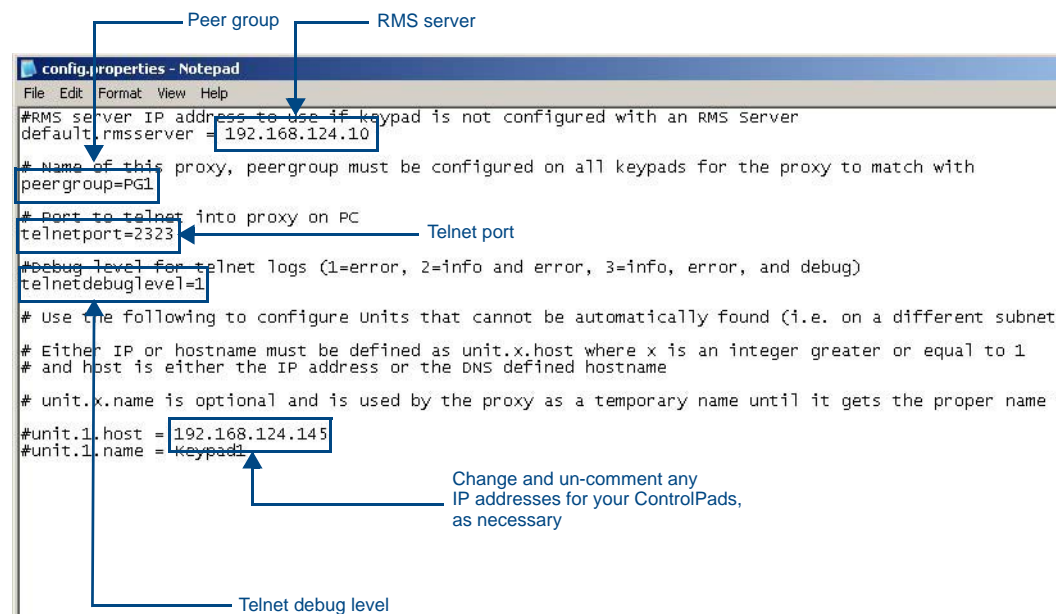 Peer group
RMS server
config.properties - Notepad
File Edit Format View Help
#RMS server IP address to use if keypad is not configured with an RMS Server
default.rmsserver = 192.168.124.10
# Name of this proxy, peergroup must be configured on all keypads for the proxy to match with
peergroup=PG1
# Port to telnet into proxy on PC
telnetport=2323
Telnet port
#Debug level for telnet logs (1=error, 2=info and error, 3=info, error, and debug)
telnetdebuglevel=1
# Use the following to configure Units that cannot be automatically found (i.e. on a different subnet
# Either IP or hostname must be defined as unit.x.host where x is an integer greater or equal to 1
# and host is either the IP address or the DNS defined hostname
# unit.x.name is optional and is used by the proxy as a temporary name until it gets the proper name
#unit.1.host = 192.168.124.145
#unit.1.name = Keypad1
Change and un-comment any
IP addresses for your ControlPads,
as necessary
Telnet debug level